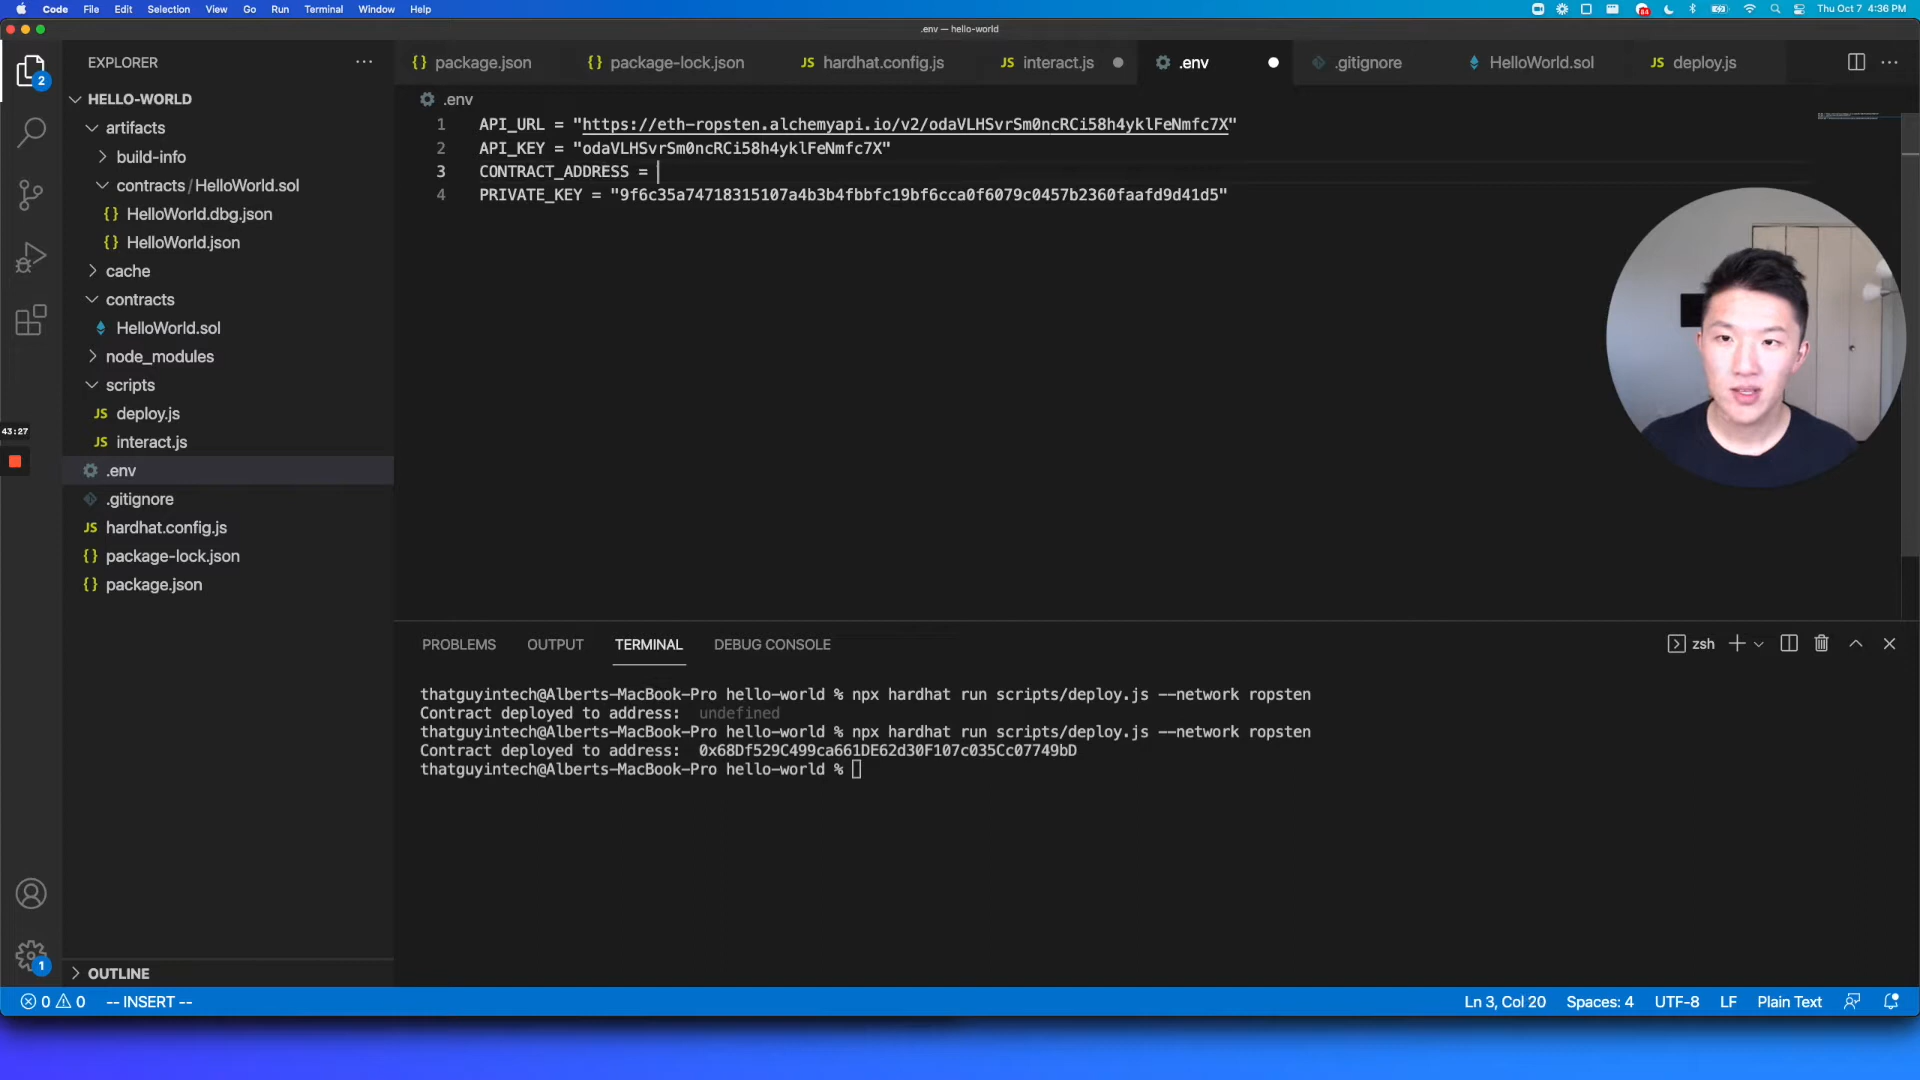 Code File Edit Selection View Go Run Terminal Window Help
Thu Oct 7 4:36 PM
.env — hello-world
EXPLORER
package.json package-lock.json hardhat.config.js interact.js .env .gitignore HelloWorld.sol deploy.js
2
HELLO-WORLD
artifacts
build-info
contracts / HelloWorld.sol
HelloWorld.dbg.json
HelloWorld.json
cache
contracts
HelloWorld.sol
node_modules
scripts
deploy.js
interact.js
.env
.gitignore
hardhat.config.js
package-lock.json
package.json
OUTLINE
43:27
.env
1 API_URL = "https://eth-ropsten.alchemyapi.io/v2/odaVLHSvrSm0ncRCi58h4yklFeNmfc7X"
2 API_KEY = "odaVLHSvrSm0ncRCi58h4yklFeNmfc7X"
3 CONTRACT_ADDRESS =
4 PRIVATE_KEY = "9f6c35a74718315107a4b3b4fbbfc19bf6cca0f6079c0457b2360faafd9d41d5"
PROBLEMS OUTPUT TERMINAL DEBUG CONSOLE
zsh
thatguyintech@Alberts-MacBook-Pro hello-world % npx hardhat run scripts/deploy.js --network ropsten
Contract deployed to address: undefined
thatguyintech@Alberts-MacBook-Pro hello-world % npx hardhat run scripts/deploy.js --network ropsten
Contract deployed to address: 0x68Df529C499ca661DE62d30F107c035Cc07749bD
thatguyintech@Alberts-MacBook-Pro hello-world %
1
0 0 -- INSERT --
Ln 3, Col 20 Spaces: 4 UTF-8 LF Plain Text